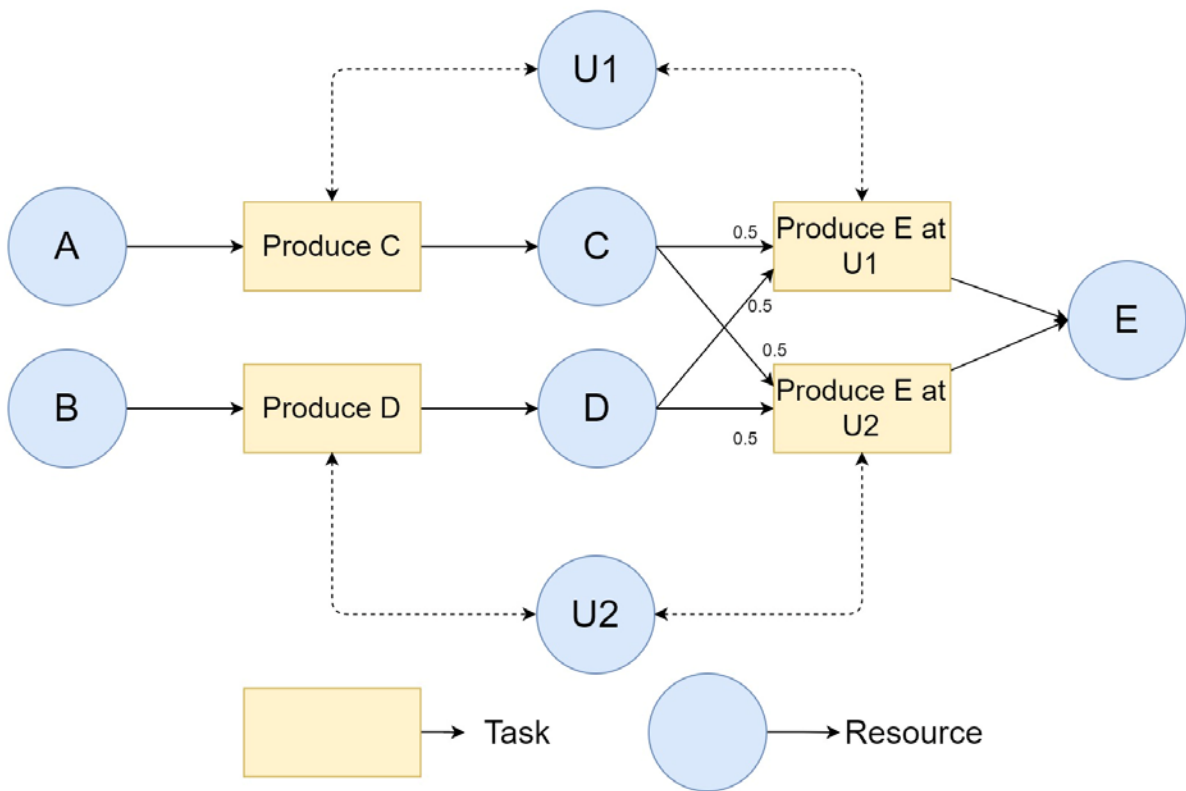 U1
A
Produce C
C
0.5
Produce E at
U1
0.5
E
B
Produce D
D
0.5
Produce E at
U2
0.5
U2
Task
Resource